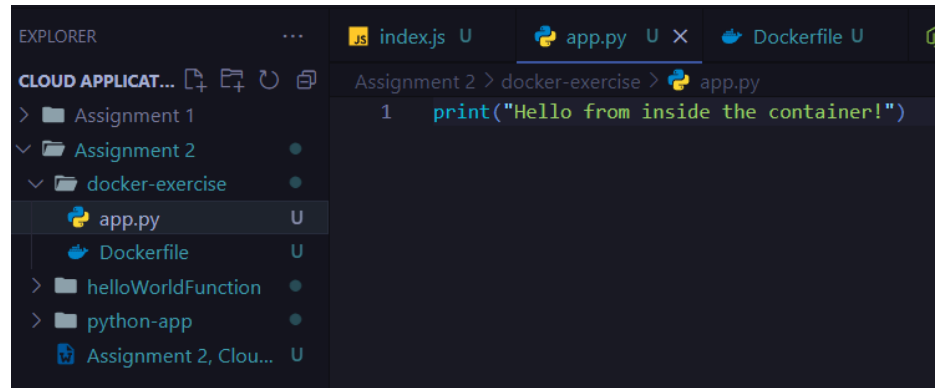 EXPLORER ...
CLOUD APPLICAT...
Assignment 1
Assignment 2
docker-exercise
app.py U
Dockerfile U
helloWorldFunction
python-app
Assignment 2, Clou... U
JS index.js U app.py U Dockerfile U
Assignment 2 > docker-exercise > app.py
1 print("Hello from inside the container!")